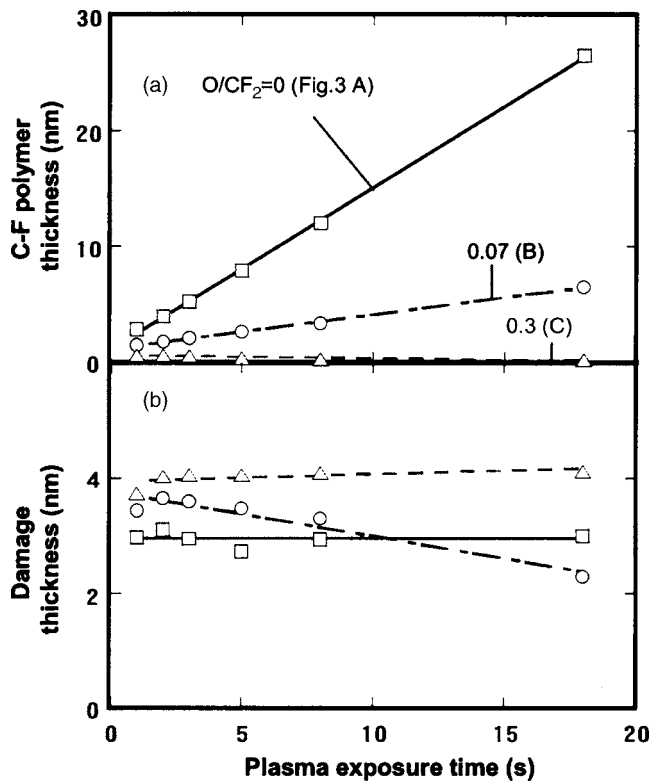 30
(a)
O/CF2=0 (Fig.3 A)
20
C-F polymer
thickness (nm)
10
0.07 (B)
0.3 (C)
0
(b)
4
Damage
thickness (nm)
2
0
0
5
10
15
20
Plasma exposure time (s)